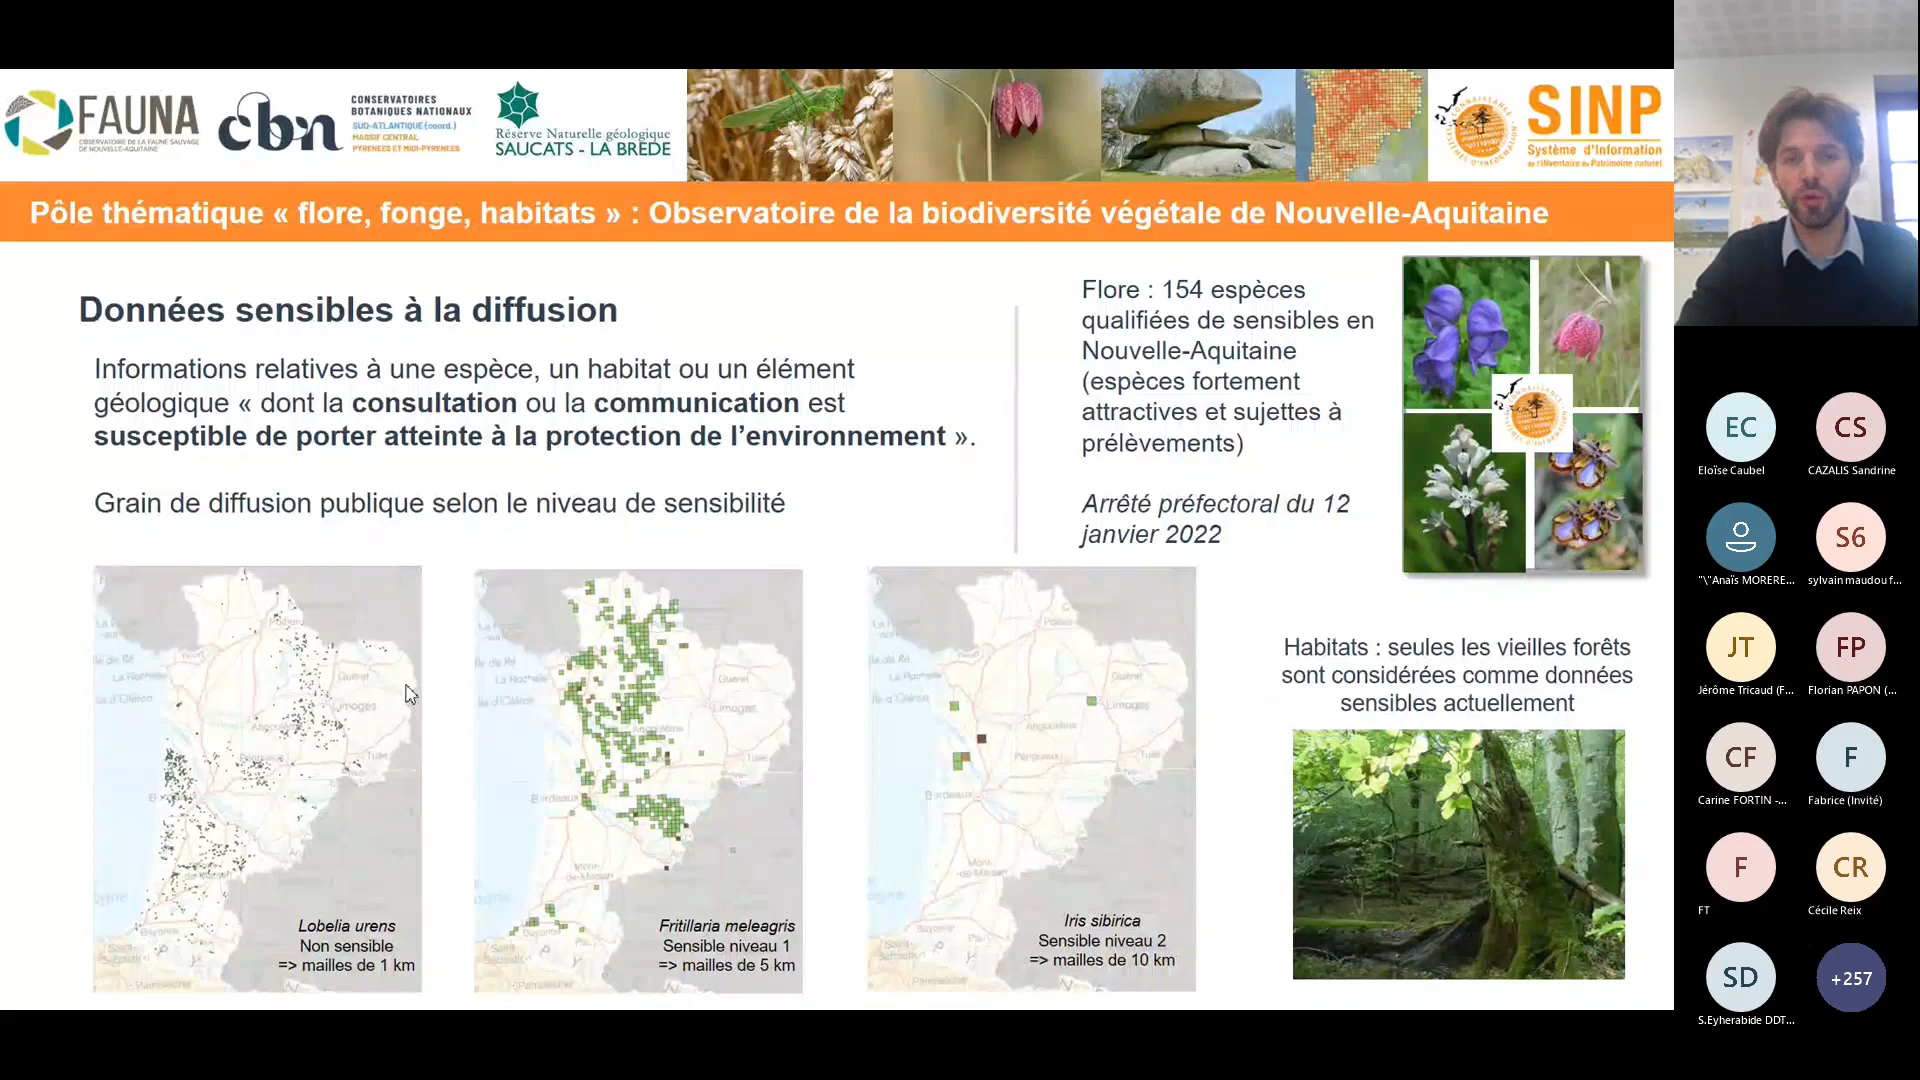 FAUNA
OBSERVATOIRE DE LA FAUNE SAUVAGE
DE NOUVELLE-AQUITAINE
cbn
CONSERVATOIRES
BOTANIQUES NATIONAUX
SUD-ATLANTIQUE (coord.)
MASSIF CENTRAL
PYRENEES ET MIDI-PYRENEES
Réserve Naturelle géologique
SAUCATS - LA BRÈDE
SINP
Système d'Information
de l'iNventaire du Patrimoine naturel
Pôle thématique « flore, fonge, habitats » : Observatoire de la biodiversité végétale de Nouvelle-Aquitaine
Données sensibles à la diffusion
Informations relatives à une espèce, un habitat ou un élément
géologique « dont la consultation ou la communication est
susceptible de porter atteinte à la protection de l'environnement ».
Grain de diffusion publique selon le niveau de sensibilité
Flore : 154 espèces
qualifiées de sensibles en
Nouvelle-Aquitaine
(espèces fortement
attractives et sujettes à
prélèvements)
Arrêté préfectoral du 12
janvier 2022
Lobelia urens
Non sensible
=> mailles de 1 km
Fritillaria meleagris
Sensible niveau 1
=> mailles de 5 km
Iris sibirica
Sensible niveau 2
=> mailles de 10 km
Habitats : seules les vieilles forêts
sont considérées comme données
sensibles actuellement
EC
Eloïse Caubel
CS
CAZALIS Sandrine
"\"Anaïs MORERE...
S6
sylvain maudou f...
JT
Jérôme Tricaud (F...
FP
Florian PAPON (...
CF
Carine FORTIN -...
F
Fabrice (Invité)
F
FT
CR
Cécile Reix
SD
S.Eyherabide DDT...
+257